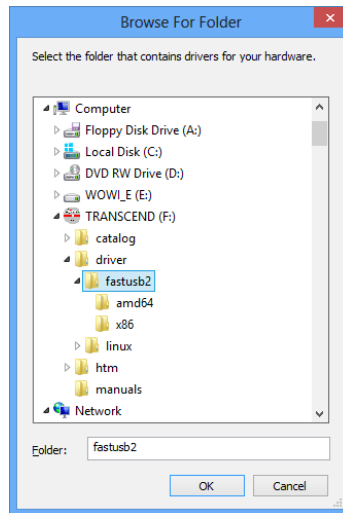 Browse For Folder
Select the folder that contains drivers for your hardware.
Computer
Floppy Disk Drive (A:)
Local Disk (C:)
DVD RW Drive (D:)
WOWI_E (E:)
TRANSCEND (F:)
catalog
driver
fastusb2
amd64
x86
linux
htm
manuals
Network
Folder: fastusb2
OK Cancel